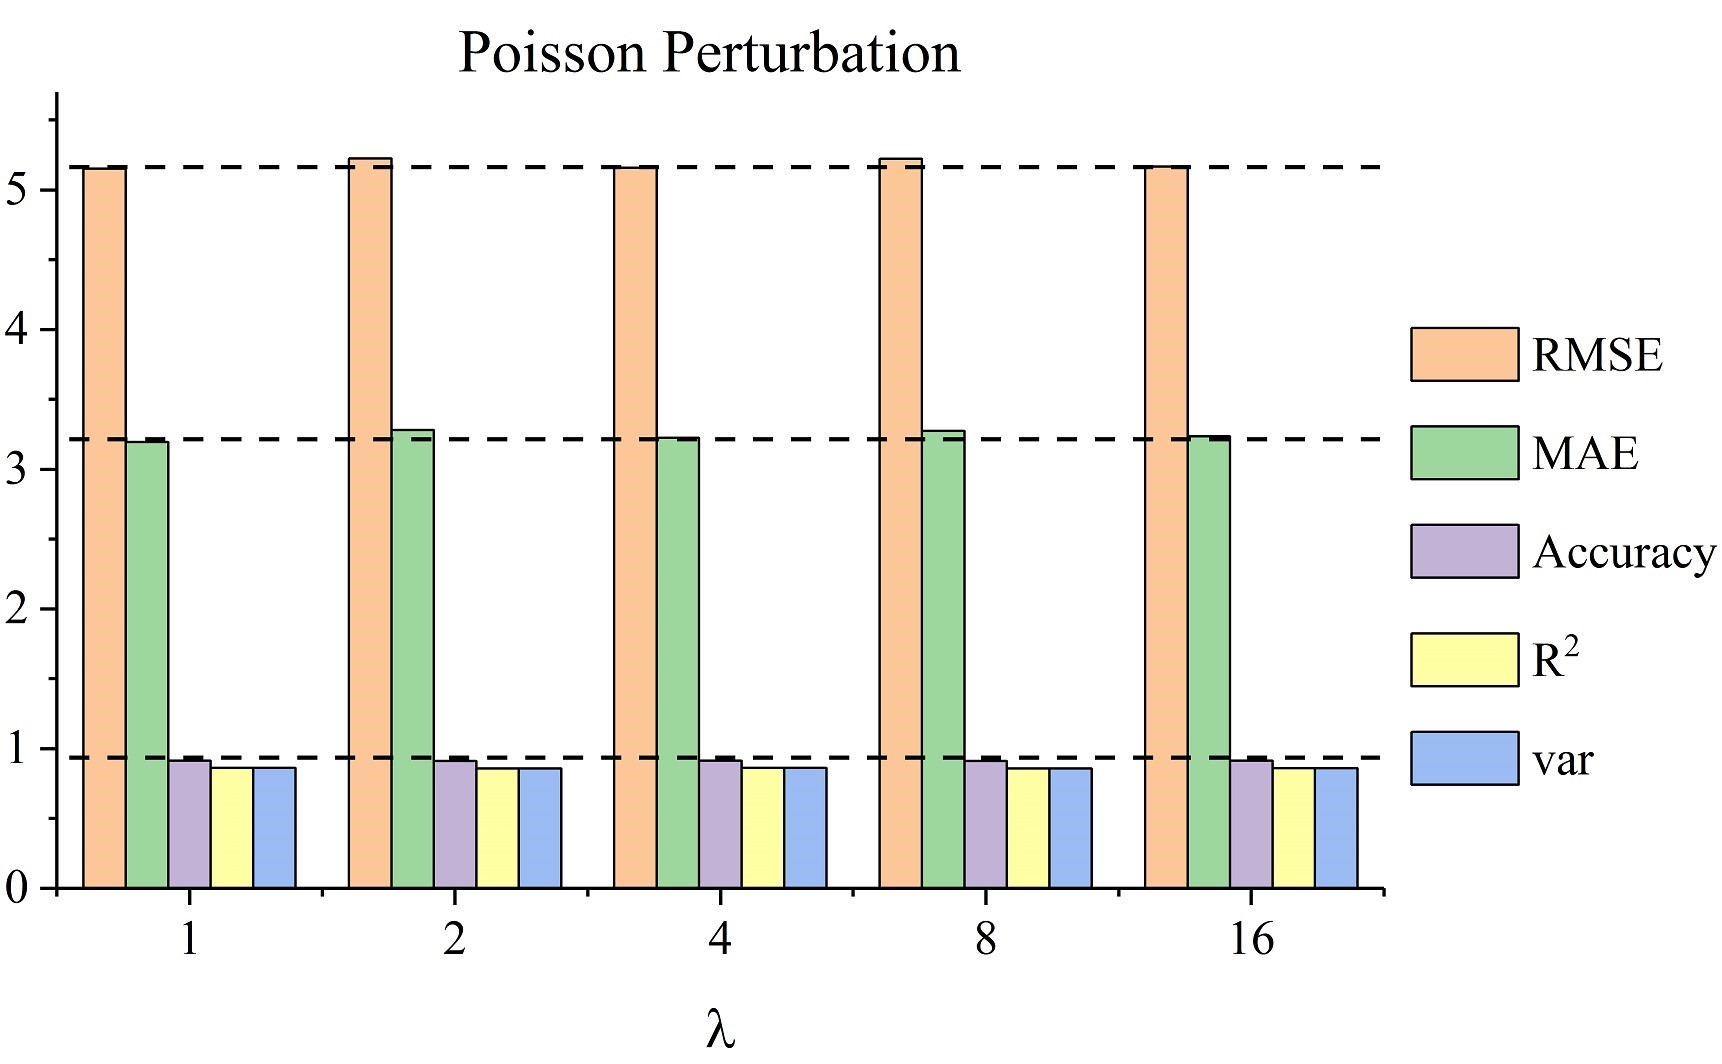 Poisson Perturbation
5
4
3
2
1
0
1 2 4 8 16
λ
RMSE
MAE
Accuracy
R²
var